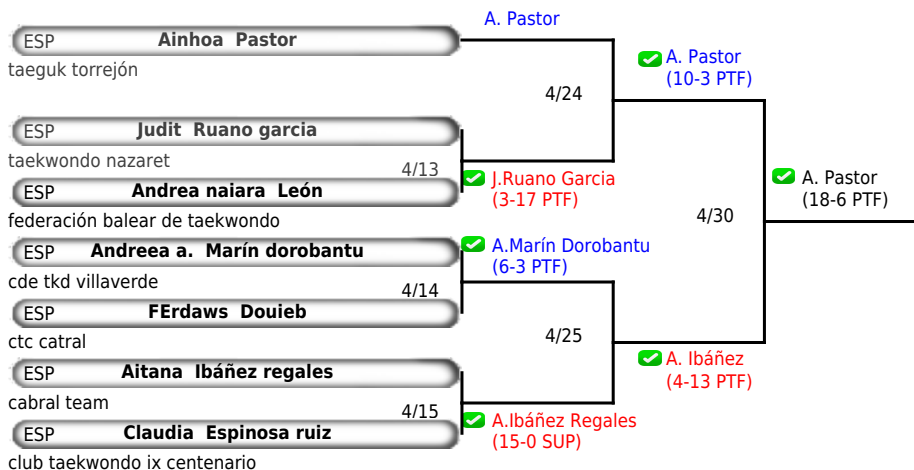 A. Pastor
ESP Ainhoa Pastor
taeguk torrejón
A. Pastor
(10-3 PTF)
4/24
ESP Judit Ruano garcia
taekwondo nazaret
4/13
J.Ruano Garcia
(3-17 PTF)
ESP Andrea naiara León
federación balear de taekwondo
A. Pastor
(18-6 PTF)
4/30
ESP Andreea a. Marín dorobantu
A.Marín Dorobantu
(6-3 PTF)
cde tkd villaverde
4/14
ESP FErdaws Douieb
ctc catral
4/25
A. Ibáñez
(4-13 PTF)
ESP Aitana Ibáñez regales
cabral team
4/15
A.Ibáñez Regales
(15-0 SUP)
ESP Claudia Espinosa ruiz
club taekwondo ix centenario